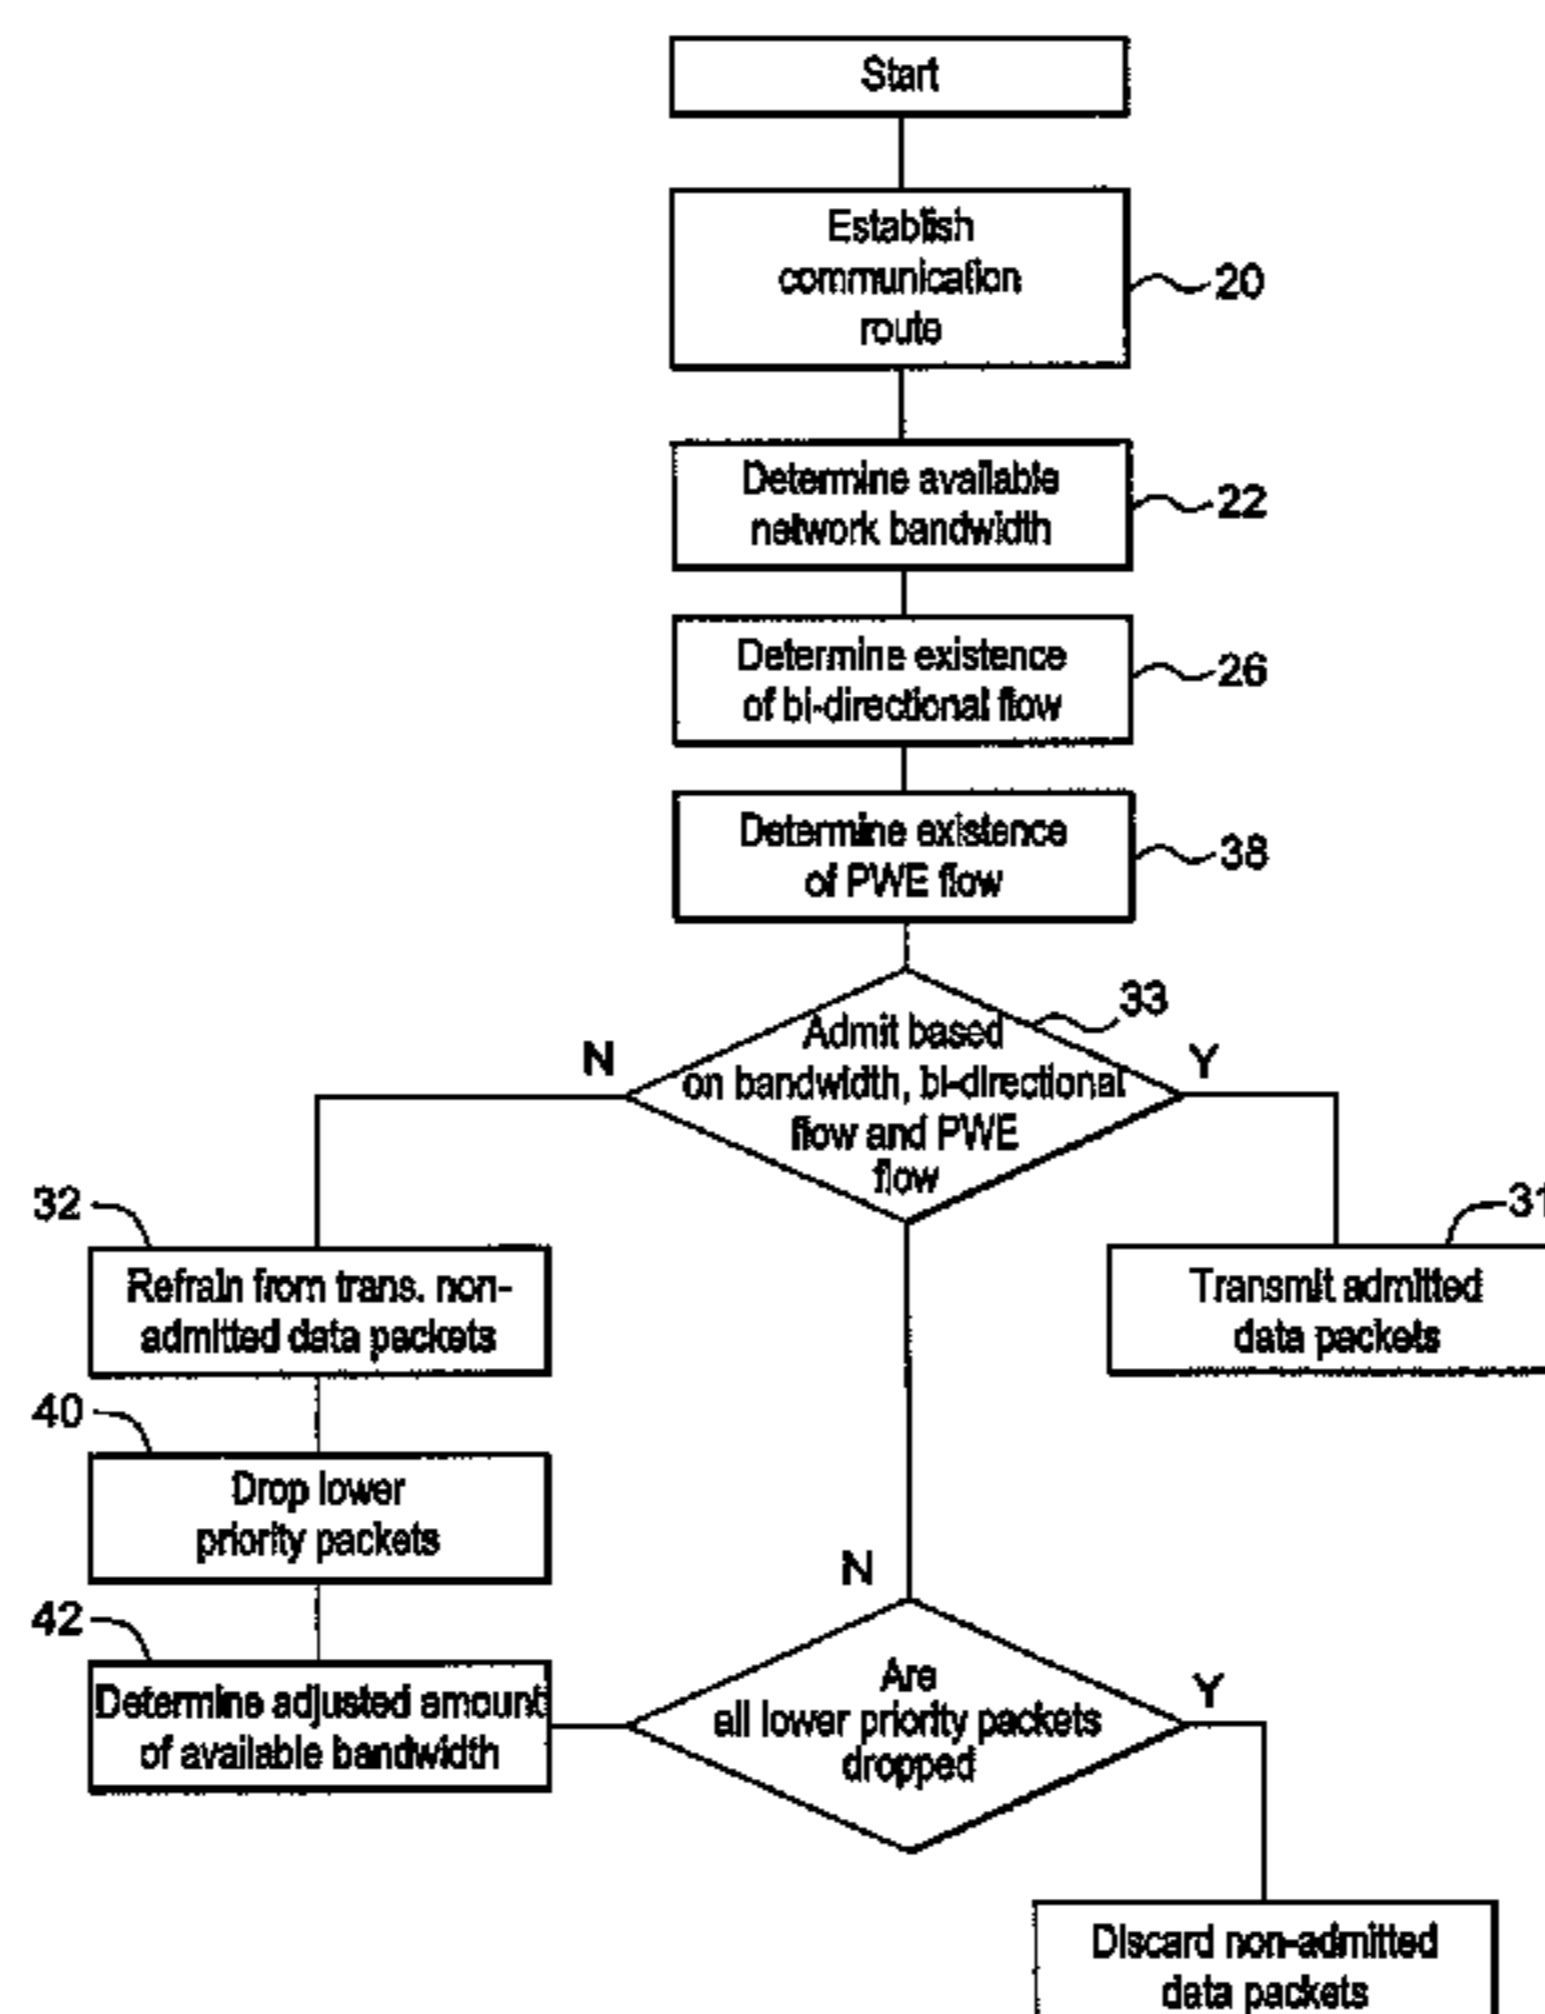 Start
Establish
communication
route
20
Determine available
network bandwidth
22
Determine existence
of bi-directional flow
26
Determine existence
of PWE flow
38
33
Admit based
on bandwidth, bi-directional
flow and PWE
flow
N
Y
32
Refrain from trans. non-
admitted data packets
31
Transmit admitted
data packets
40
Drop lower
priority packets
42
Determine adjusted amount
of available bandwidth
N
Are
all lower priority packets
dropped
Y
Discard non-admitted
data packets